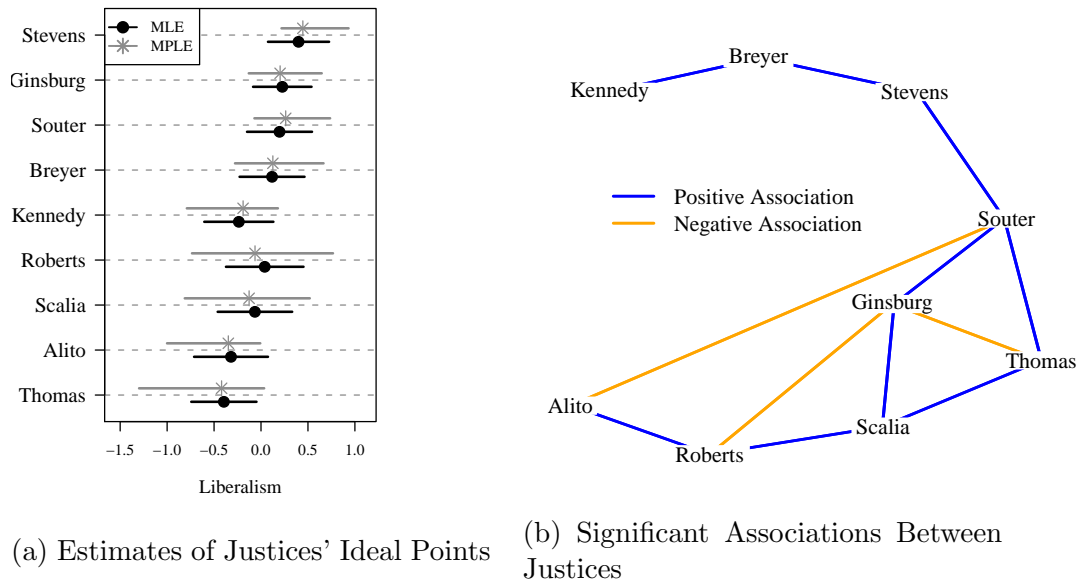 MLE
MPLE
Stevens
Ginsburg
Souter
Breyer
Kennedy
Roberts
Scalia
Alito
Thomas
−1.5 −1.0 −0.5 0.0 0.5 1.0
Liberalism
(a) Estimates of Justices' Ideal Points
Breyer
Kennedy
Stevens
Positive Association
Negative Association
Souter
Ginsburg
Thomas
Alito
Scalia
Roberts
(b) Significant Associations Between
Justices